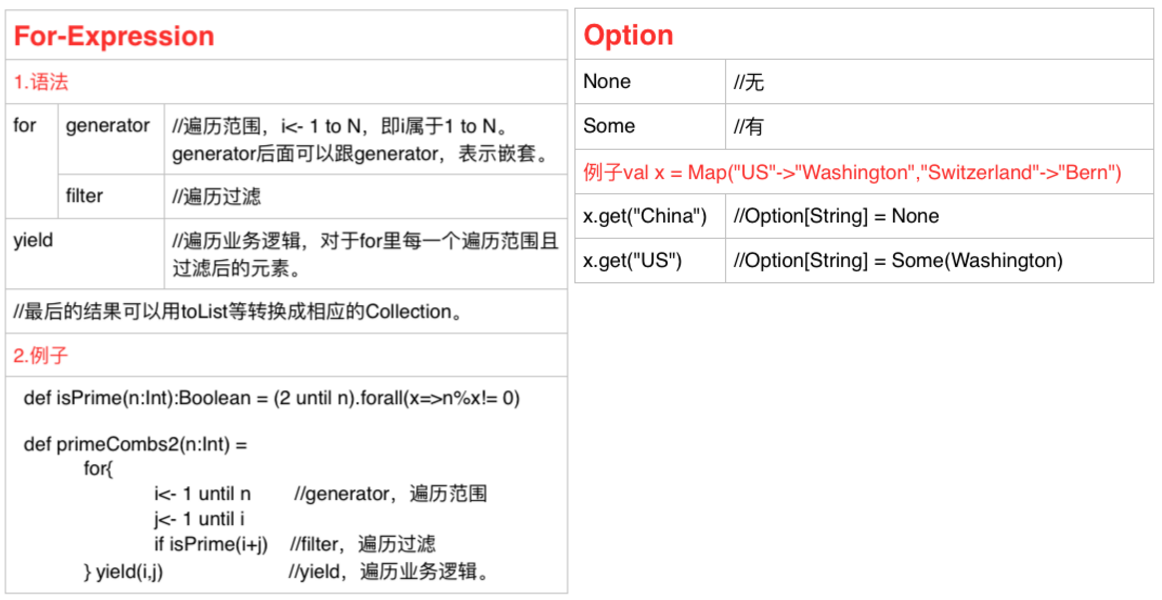 For-Expression
1.语法
for generator //遍历范围，i<- 1 to N，即i属于1 to N。
generator后面可以跟generator，表示嵌套。
filter //遍历过滤
yield //遍历业务逻辑，对于for里每一个遍历范围且
过滤后的元素。
//最后的结果可以用toList等转换成相应的Collection。
2.例子
def isPrime(n:Int):Boolean = (2 until n).forall(x=>n%x!= 0)
def primeCombs2(n:Int) =
for{
i<- 1 until n //generator，遍历范围
j<- 1 until i
if isPrime(i+j) //filter，遍历过滤
} yield(i,j) //yield，遍历业务逻辑。
Option
None //无
Some //有
例子val x = Map("US"->"Washington","Switzerland"->"Bern")
x.get("China") //Option[String] = None
x.get("US") //Option[String] = Some(Washington)